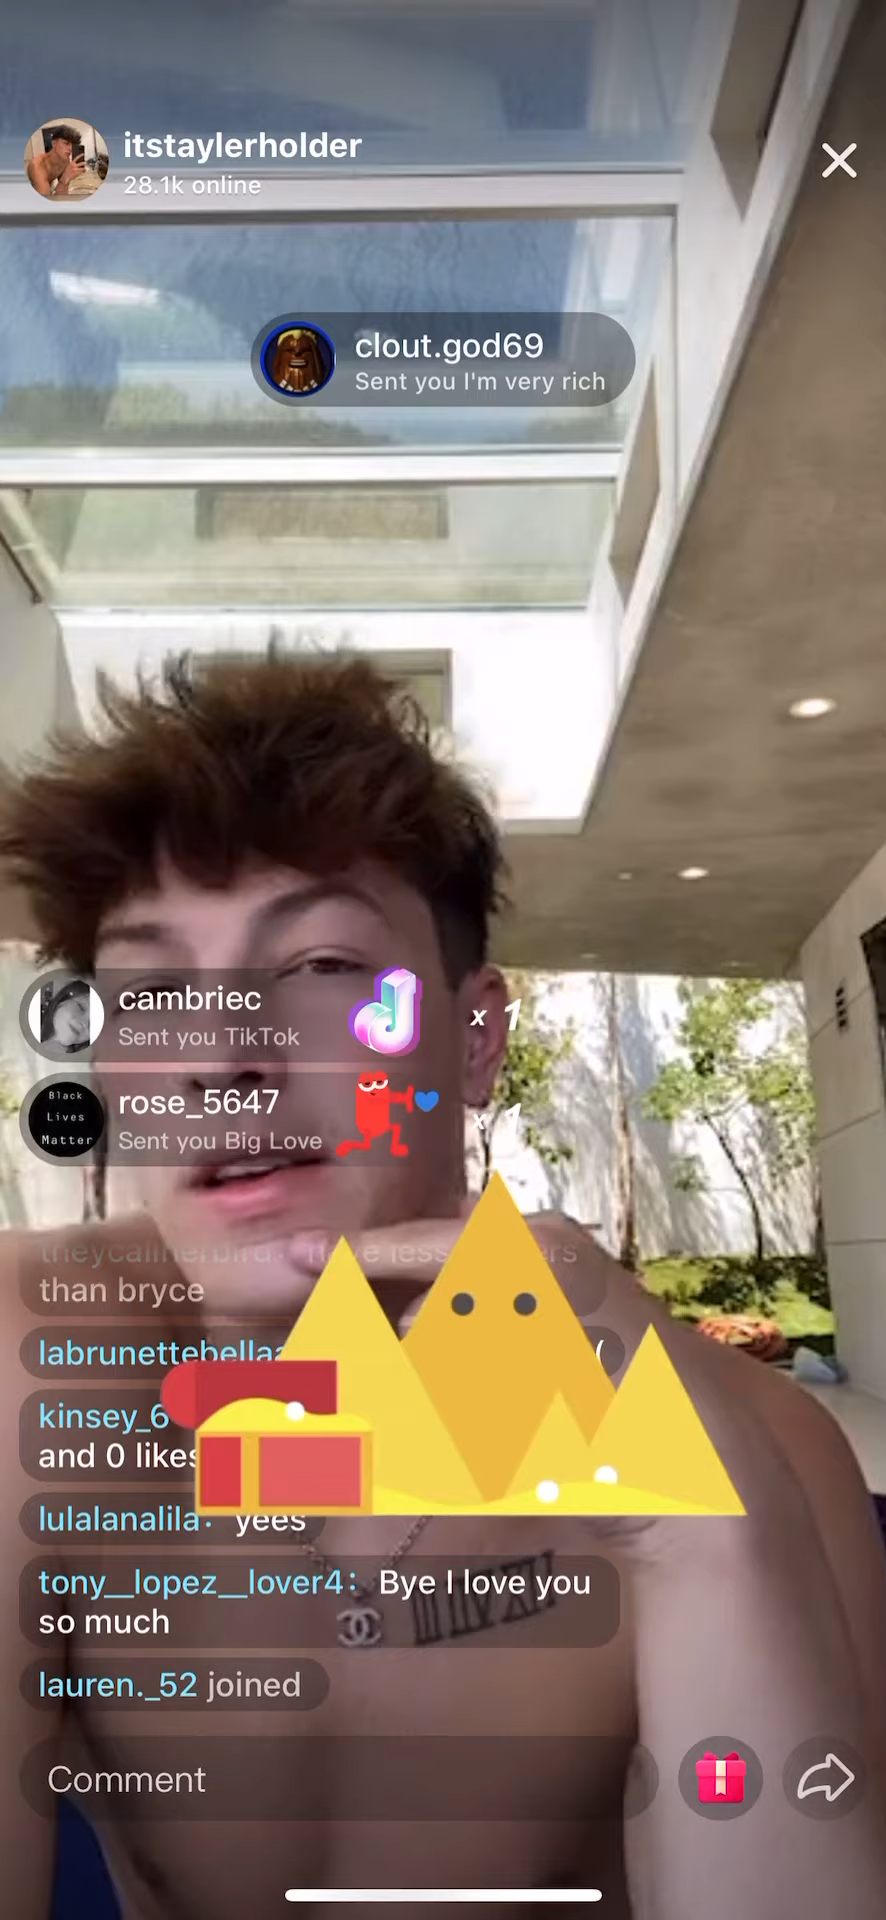 itstaylerholder
28.1k online
clout.god69
Sent you I'm very rich
cambriec
Sent you TikTok
x 1
Black
Lives
Matter
rose_5647
Sent you Big Love
x 1
than bryce
labrunettebellaa
(
kinsey_6
and 0 likes
lulalanalila: yees
tony__lopez__lover4: Bye I love you
so much
lauren._52 joined
Comment